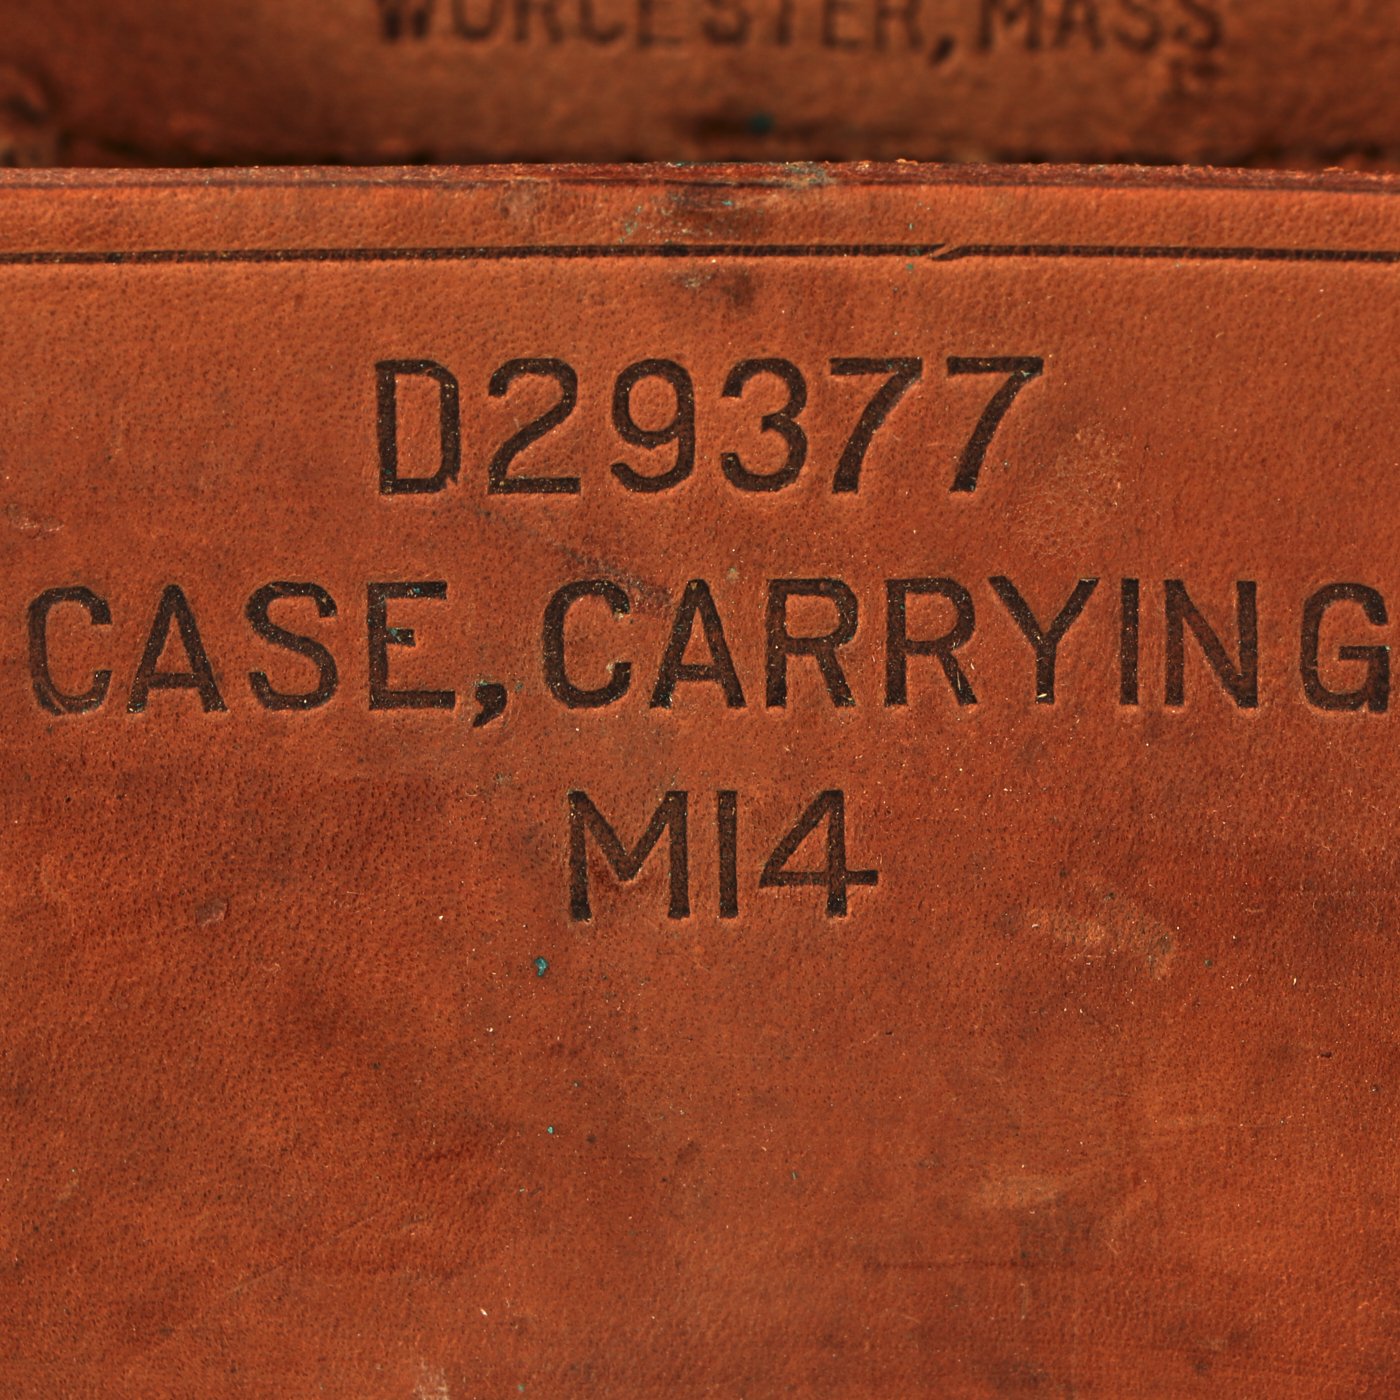 WORCESTER, MASS
D29377
CASE, CARRYING
M14